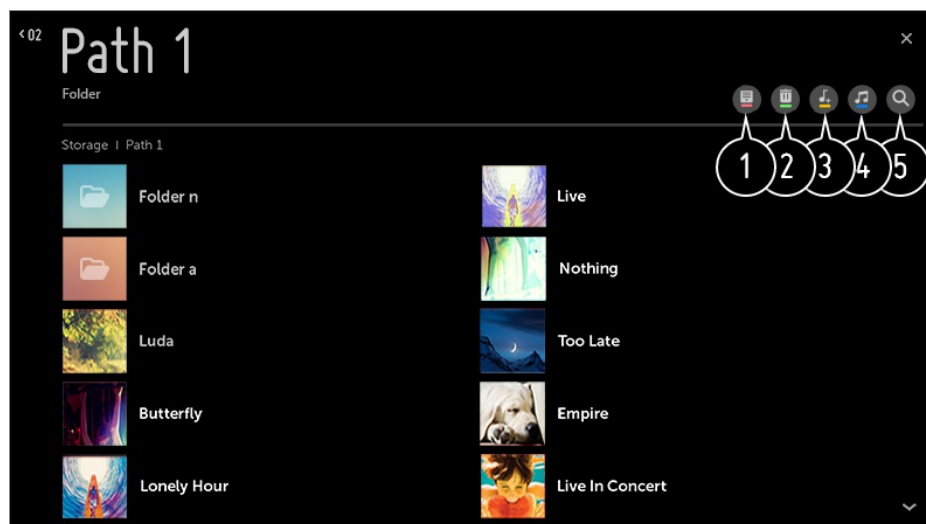 < 02
Path 1
Folder
1
2
3
4
5
Storage I Path 1
Folder n
Folder a
Luda
Butterfly
Lonely Hour
Live
Nothing
Too Late
Empire
Live In Concert